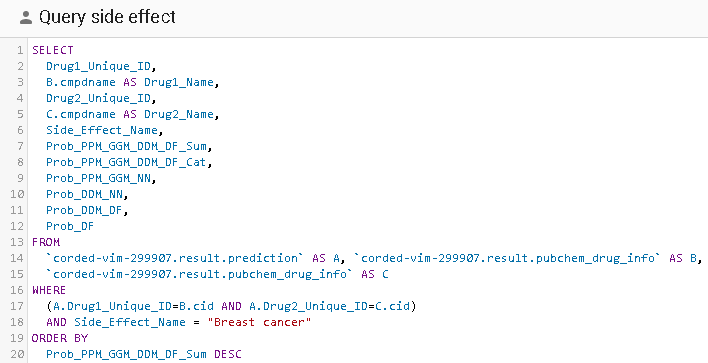 Query side effect
1 SELECT
2 Drug1_Unique_ID,
3 B.cmpdname AS Drug1_Name,
4 Drug2_Unique_ID,
5 C.cmpdname AS Drug2_Name,
6 Side_Effect_Name,
7 Prob_PPM_GGM_DDM_DF_Sum,
8 Prob_PPM_GGM_DDM_DF_Cat,
9 Prob_PPM_GGM_NN,
10 Prob_DDM_NN,
11 Prob_DDM_DF,
12 Prob_DF
13 FROM
14 `corded-vim-299907.result.prediction` AS A, `corded-vim-299907.result.pubchem_drug_info` AS B,
15 `corded-vim-299907.result.pubchem_drug_info` AS C
16 WHERE
17 (A.Drug1_Unique_ID=B.cid AND A.Drug2_Unique_ID=C.cid)
18 AND Side_Effect_Name = "Breast cancer"
19 ORDER BY
20 Prob_PPM_GGM_DDM_DF_Sum DESC